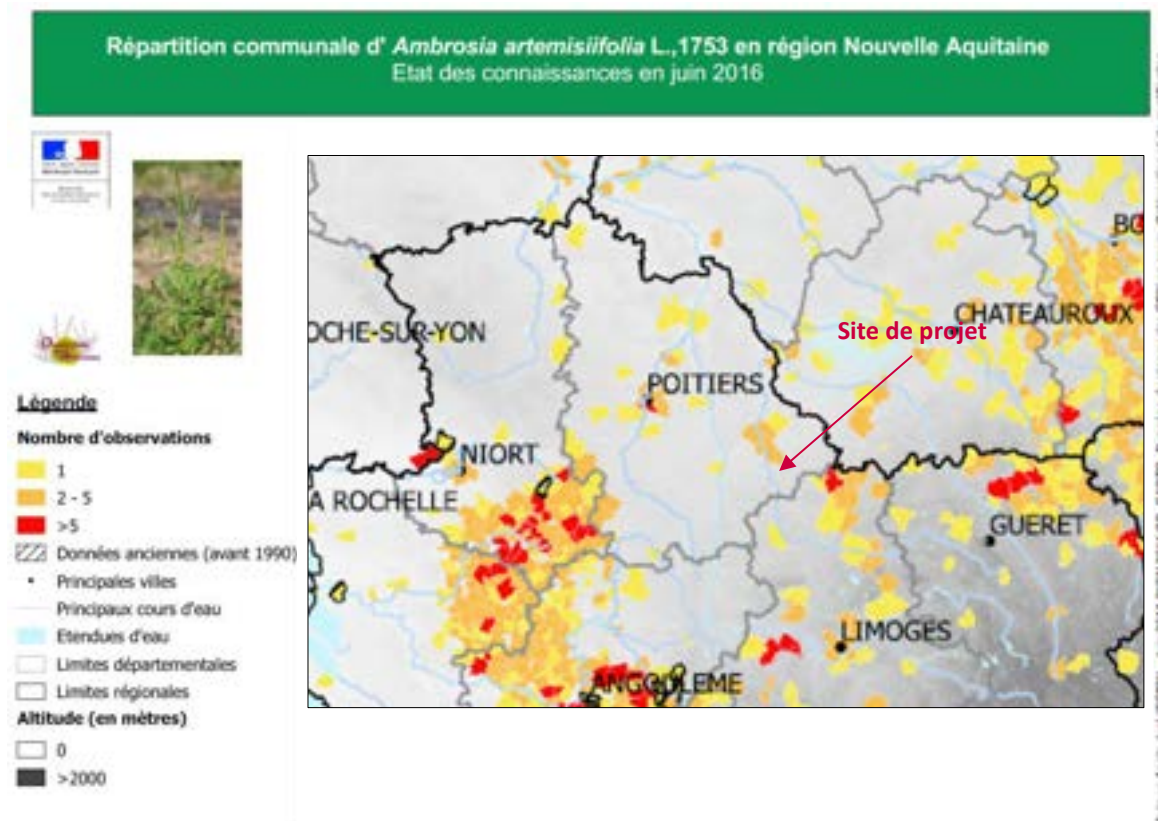 Répartition communale d' Ambrosia artemisiifolia L.,1753 en région Nouvelle Aquitaine
Etat des connaissances en juin 2016
BO
CHATEAUROUX
OCHE-SUR-YON
Site de projet
POITIERS
NIORT
A ROCHELLE
GUERET
LIMOGES
ANGOULEME
Légende
Nombre d'observations
1
2 - 5
>5
Données anciennes (avant 1990)
Principales villes
Principaux cours d'eau
Etendues d'eau
Limites départementales
Limites régionales
Altitude (en mètres)
0
>2000